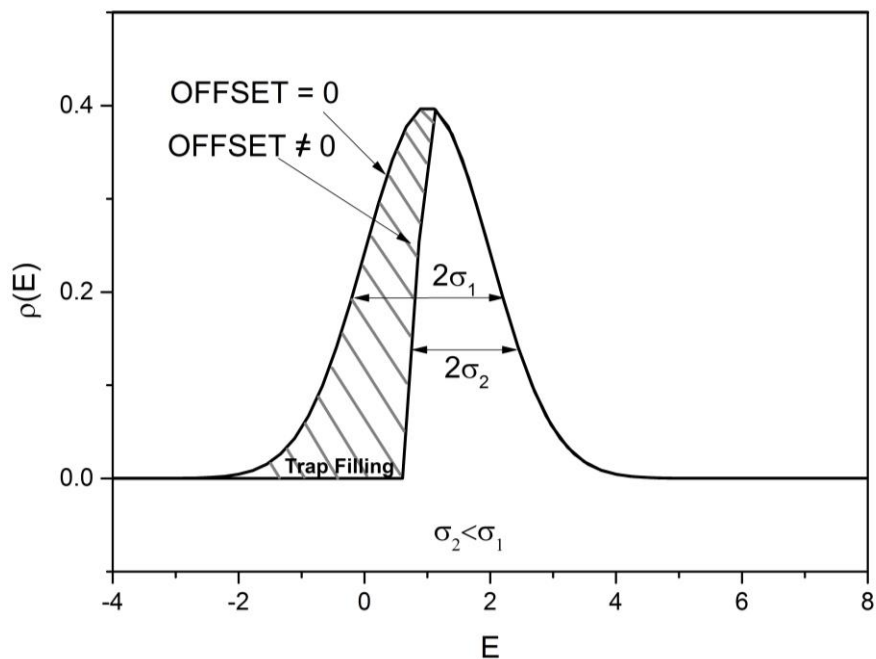 OFFSET = 0
OFFSET ≠ 0
0.4
0.2
0.0
ρ(E)
2σ₁
2σ₂
Trap Filling
σ₂<σ₁
-4 -2 0 2 4 6 8
E